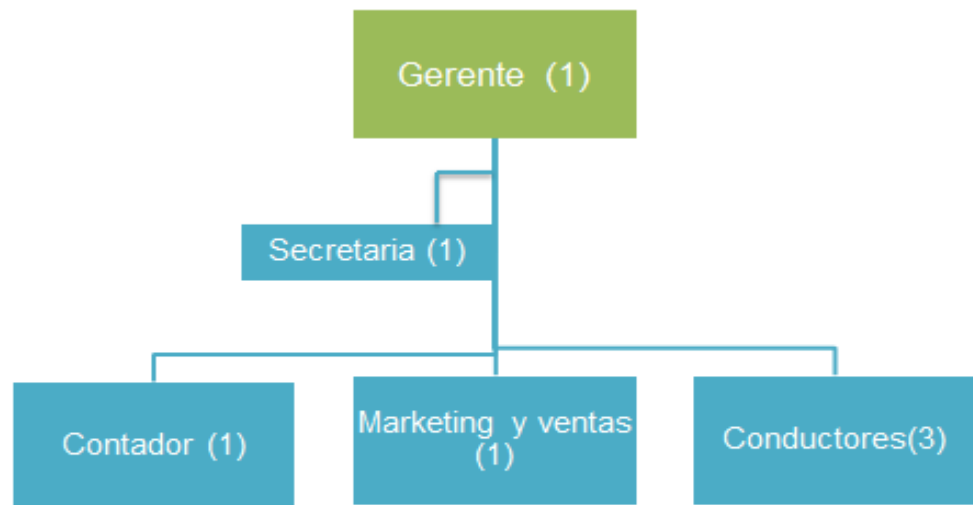 Gerente (1)
Secretaria (1)
Contador (1)
Marketing y ventas
(1)
Conductores(3)